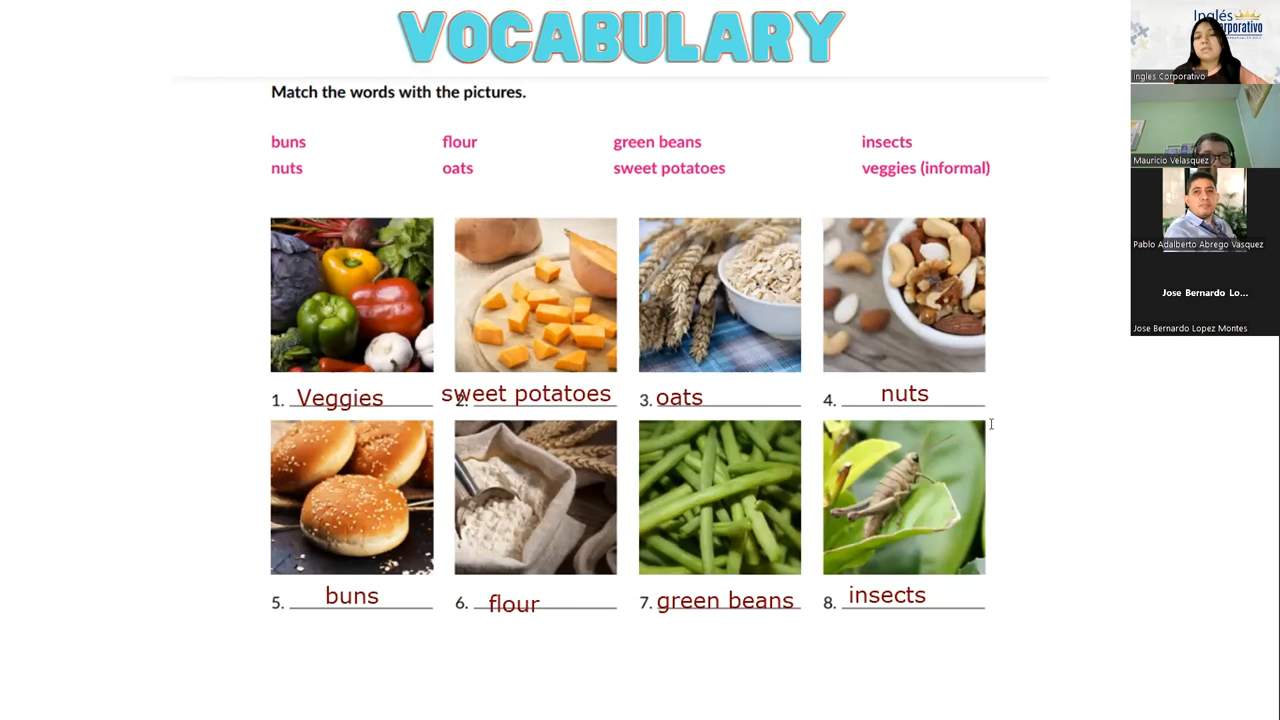 VOCABULARY
Match the words with the pictures.
buns flour green beans insects
nuts oats sweet potatoes veggies (informal)
1. Veggies 2. sweet potatoes 3. oats 4. nuts
5. buns 6. flour 7. green beans 8. insects
Inglés
rporativo
Ingles Corporativo
Mauricio Velasquez
Pablo Adalberto Abrego Vasquez
Jose Bernardo Lo...
Jose Bernardo Lopez Montes